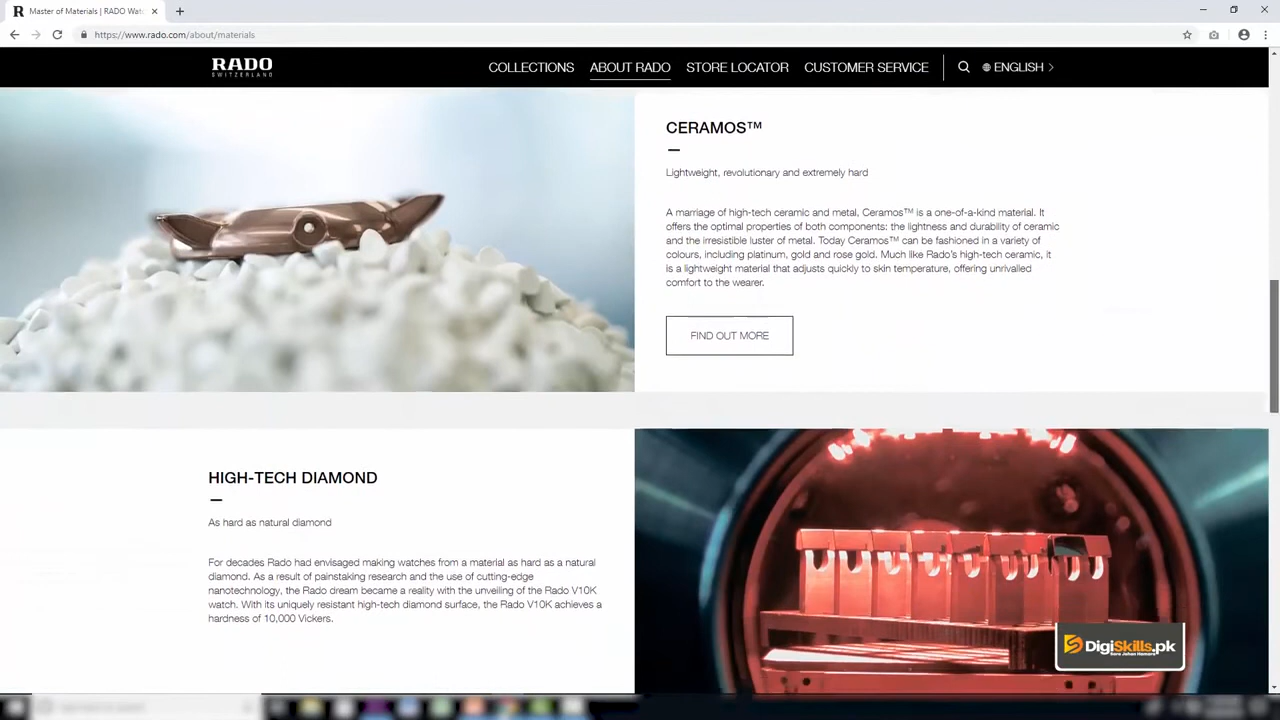 R Master of Materials | RADO Wat
https://www.rado.com/about/materials
RADO
SWITZERLAND
COLLECTIONS ABOUT RADO STORE LOCATOR CUSTOMER SERVICE ENGLISH
CERAMOS™
Lightweight, revolutionary and extremely hard
A marriage of high-tech ceramic and metal, Ceramos™ is a one-of-a-kind material. It
offers the optimal properties of both components: the lightness and durability of ceramic
and the irresistible luster of metal. Today Ceramos™ can be fashioned in a variety of
colours, including platinum, gold and rose gold. Much like Rado's high-tech ceramic, it
is a lightweight material that adjusts quickly to skin temperature, offering unrivalled
comfort to the wearer.
FIND OUT MORE
HIGH-TECH DIAMOND
As hard as natural diamond
For decades Rado had envisaged making watches from a material as hard as a natural
diamond. As a result of painstaking research and the use of cutting-edge
nanotechnology, the Rado dream became a reality with the unveiling of the Rado V10K
watch. With its uniquely resistant high-tech diamond surface, the Rado V10K achieves a
hardness of 10,000 Vickers.
DigiSkills.pk